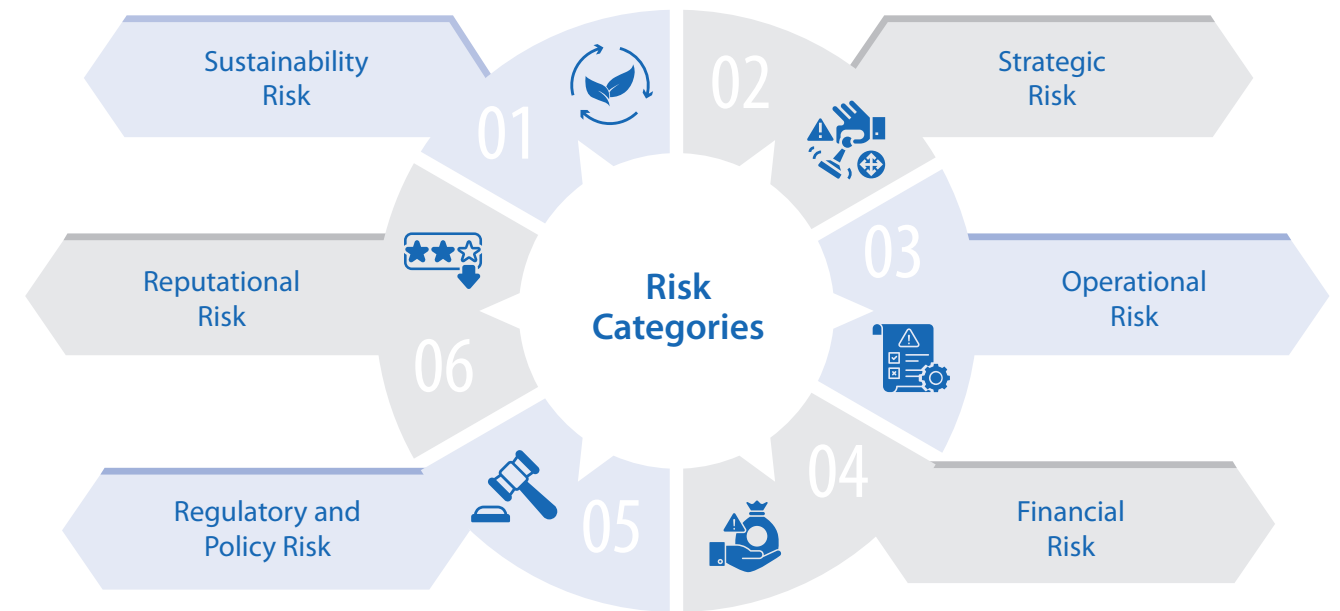 Sustainability
Risk
01
02
Strategic
Risk
03
Operational
Risk
04
Financial
Risk
05
Regulatory and
Policy Risk
06
Reputational
Risk
Risk
Categories